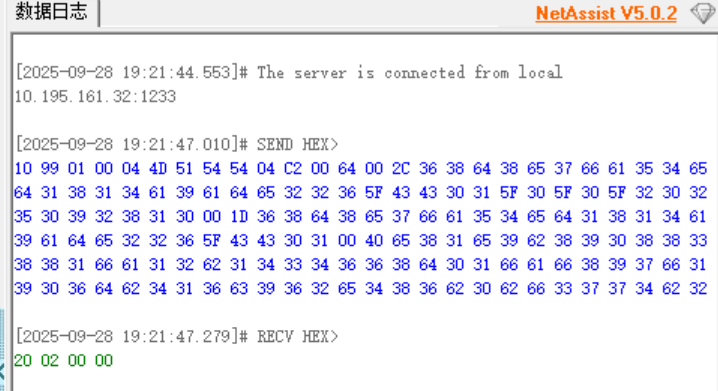 数据日志
NetAssist V5.0.2
[2025-09-28 19:21:44.553]# The server is connected from local
10.195.161.32:1233
[2025-09-28 19:21:47.010]# SEND HEX>
10 99 01 00 04 4D 51 54 54 04 C2 00 64 00 2C 36 38 64 38 65 37 66 61 35 34 65
64 31 38 31 34 61 39 61 64 65 32 32 36 5F 43 43 30 31 5F 30 5F 30 5F 32 30 32
35 30 39 32 38 31 30 00 1D 36 38 64 38 65 37 66 61 35 34 65 64 31 38 31 34 61
39 61 64 65 32 32 36 5F 43 43 30 31 00 40 65 38 31 65 39 62 38 39 30 38 38 33
38 38 31 66 61 31 32 62 31 34 33 34 36 36 38 64 30 31 66 61 66 38 39 37 66 31
39 30 36 64 62 34 31 36 63 39 36 32 65 34 38 36 62 30 62 66 33 37 37 34 62 32
[2025-09-28 19:21:47.279]# RECV HEX>
20 02 00 00